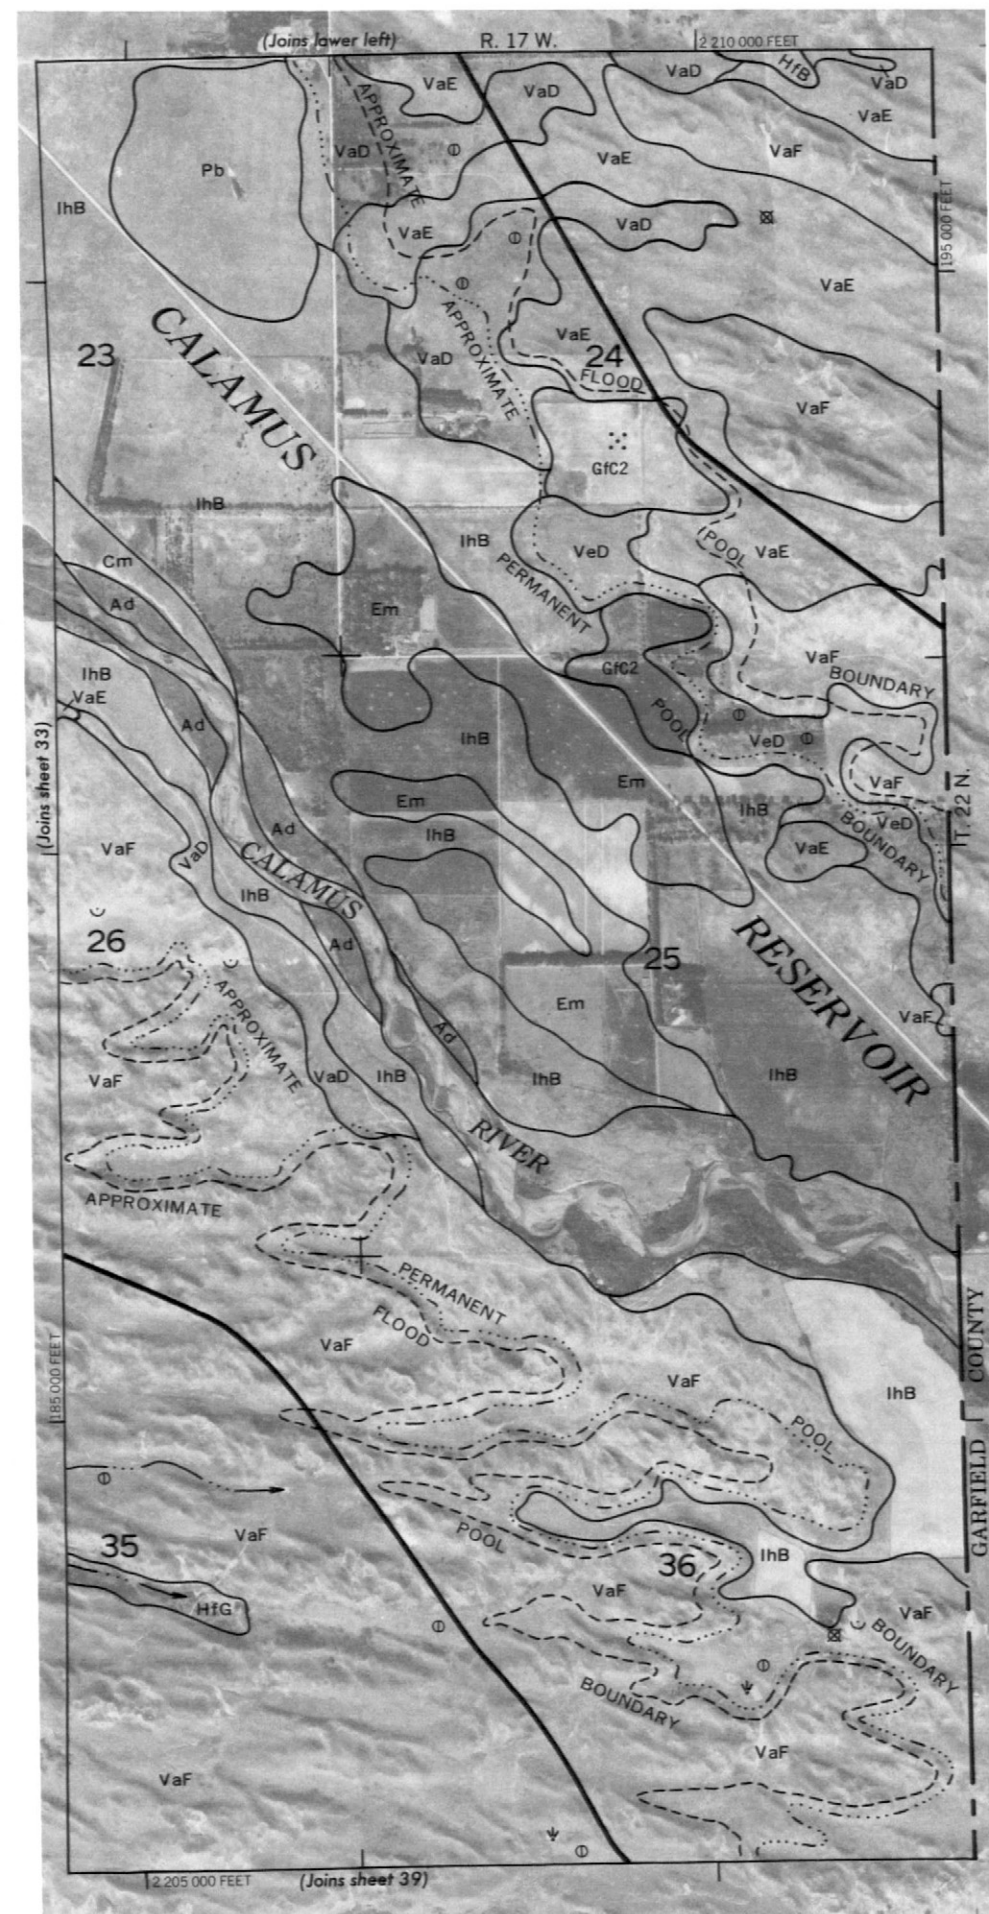 (Joins lower left)
R. 17 W.
2 210 000 FEET
VaE
VaD
VaD
HfB
VaD
VaE
APPROXIMATE
VaD
VaE
VaF
Pb
IhB
VaE
VaD
195 000 FEET
VaE
CALAMUS
APPROXIMATE
VaE
23
VaD
24
FLOOD
VaF
GfC2
IhB
IhB
VeD
POOL
VaE
Cm
PERMANENT
Ad
Em
VaF
IhB
GfC2
BOUNDARY
VaE
Ad
POOL
IhB
VeD
(Joins sheet 33)
Em
VaF
T. 22 N.
Em
IhB
VeD
Ad
IhB
BOUNDARY
VaF
VaD
VaE
CALAMUS
IhB
26
Ad
25
RESERVOIR
APPROXIMATE
Em
VaF
Ad
VaF
VaD
IhB
IhB
IhB
RIVER
APPROXIMATE
PERMANENT
FLOOD
VaF
COUNTY
185 000 FEET
VaF
IhB
POOL
GARFIELD
VaF
POOL
35
36
IhB
VaF
HfG
VaF
BOUNDARY
BOUNDARY
VaF
VaF
2 205 000 FEET
(Joins sheet 39)